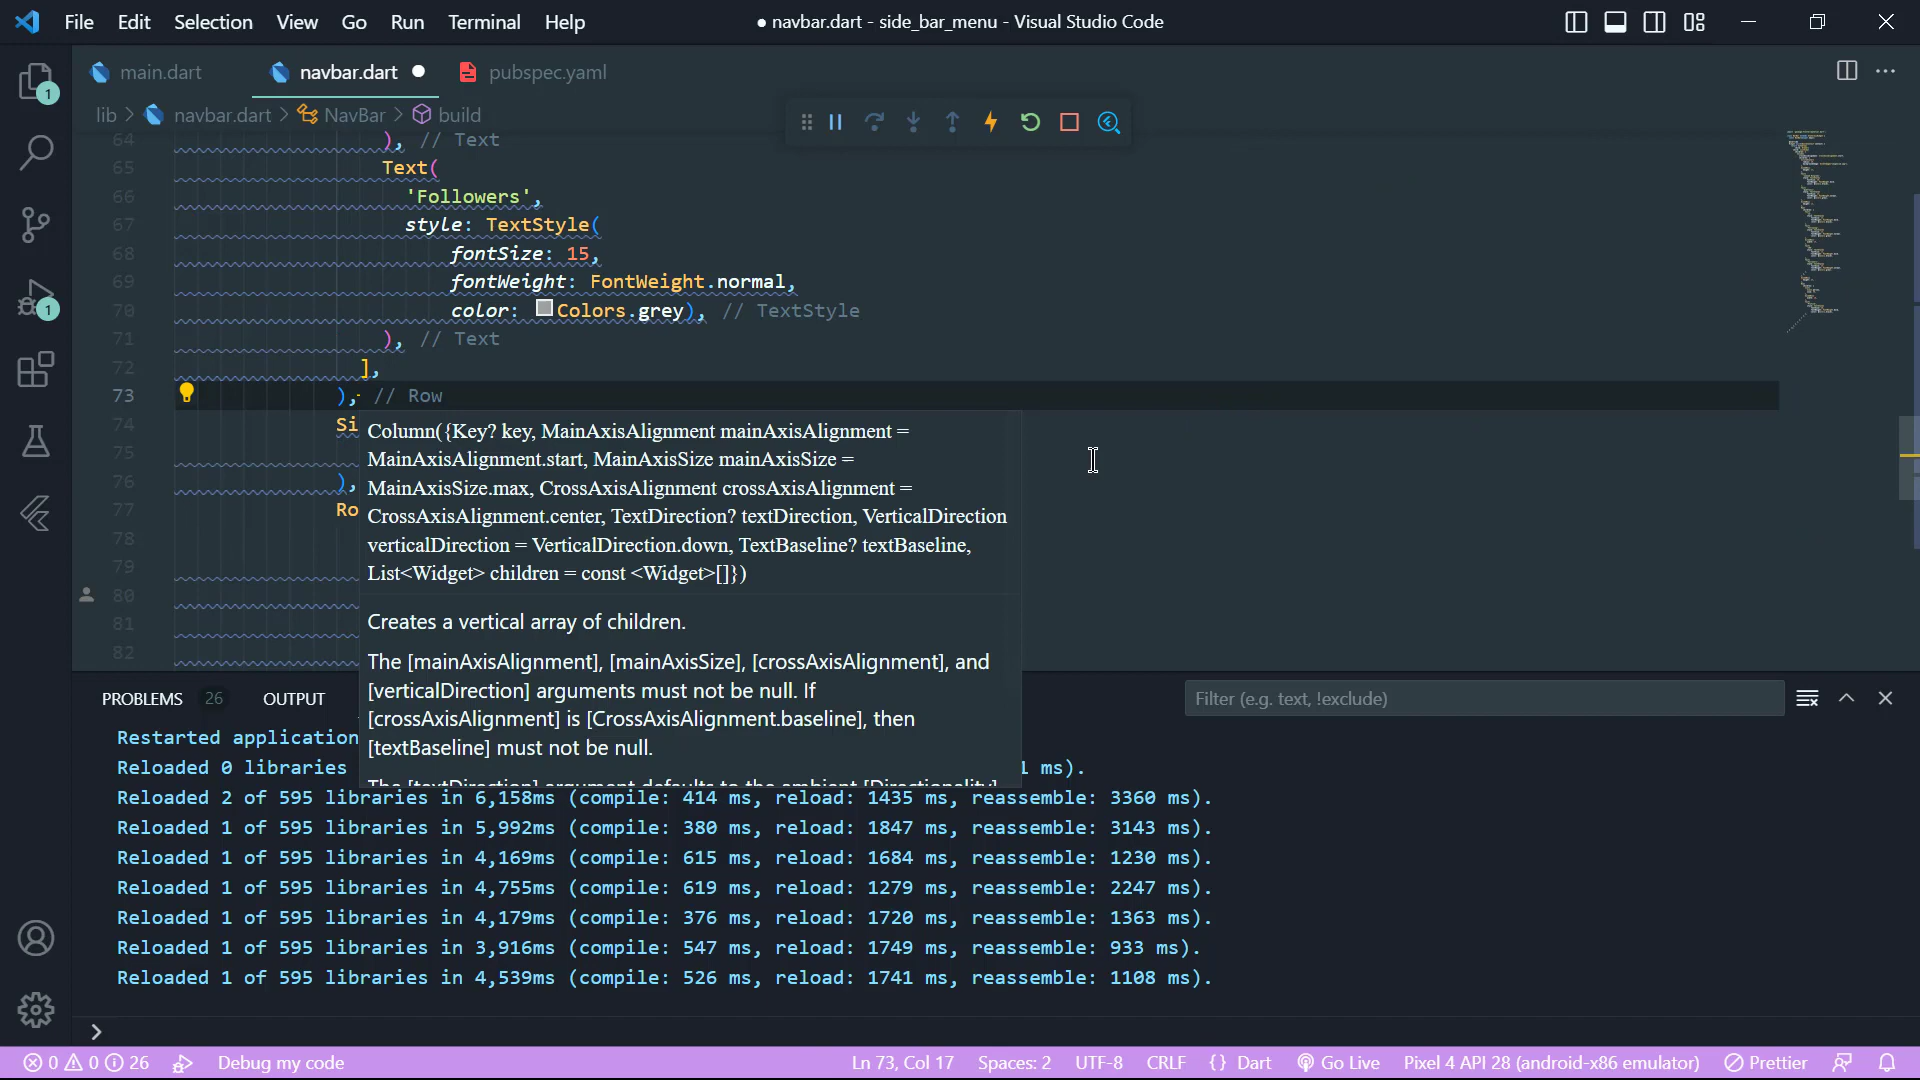 File Edit Selection View Go Run Terminal Help
● navbar.dart - side_bar_menu - Visual Studio Code
main.dart navbar.dart ● pubspec.yaml
lib > navbar.dart > NavBar > build
64 ), // Text
65 Text(
66 'Followers',
67 style: TextStyle(
68 fontSize: 15,
69 fontWeight: FontWeight.normal,
70 color: Colors.grey), // TextStyle
71 ), // Text
72 ],
73 ), // Row
74 Si
75
76 ),
77 Ro
78
79
80
81
82
Column({Key? key, MainAxisAlignment mainAxisAlignment =
MainAxisAlignment.start, MainAxisSize mainAxisSize =
MainAxisSize.max, CrossAxisAlignment crossAxisAlignment =
CrossAxisAlignment.center, TextDirection? textDirection, VerticalDirection
verticalDirection = VerticalDirection.down, TextBaseline? textBaseline,
List<Widget> children = const <Widget>[]})
Creates a vertical array of children.
The [mainAxisAlignment], [mainAxisSize], [crossAxisAlignment], and
[verticalDirection] arguments must not be null. If
[crossAxisAlignment] is [CrossAxisAlignment.baseline], then
[textBaseline] must not be null.
The [textDirection] argument defaults to the ambient [Directionality],
1
1
PROBLEMS 26 OUTPUT
Filter (e.g. text, !exclude)
Restarted application
Reloaded 0 libraries 1 ms).
Reloaded 2 of 595 libraries in 6,158ms (compile: 414 ms, reload: 1435 ms, reassemble: 3360 ms).
Reloaded 1 of 595 libraries in 5,992ms (compile: 380 ms, reload: 1847 ms, reassemble: 3143 ms).
Reloaded 1 of 595 libraries in 4,169ms (compile: 615 ms, reload: 1684 ms, reassemble: 1230 ms).
Reloaded 1 of 595 libraries in 4,755ms (compile: 619 ms, reload: 1279 ms, reassemble: 2247 ms).
Reloaded 1 of 595 libraries in 4,179ms (compile: 376 ms, reload: 1720 ms, reassemble: 1363 ms).
Reloaded 1 of 595 libraries in 3,916ms (compile: 547 ms, reload: 1749 ms, reassemble: 933 ms).
Reloaded 1 of 595 libraries in 4,539ms (compile: 526 ms, reload: 1741 ms, reassemble: 1108 ms).
>
0 0 26 Debug my code Ln 73, Col 17 Spaces: 2 UTF-8 CRLF {} Dart Go Live Pixel 4 API 28 (android-x86 emulator) Prettier